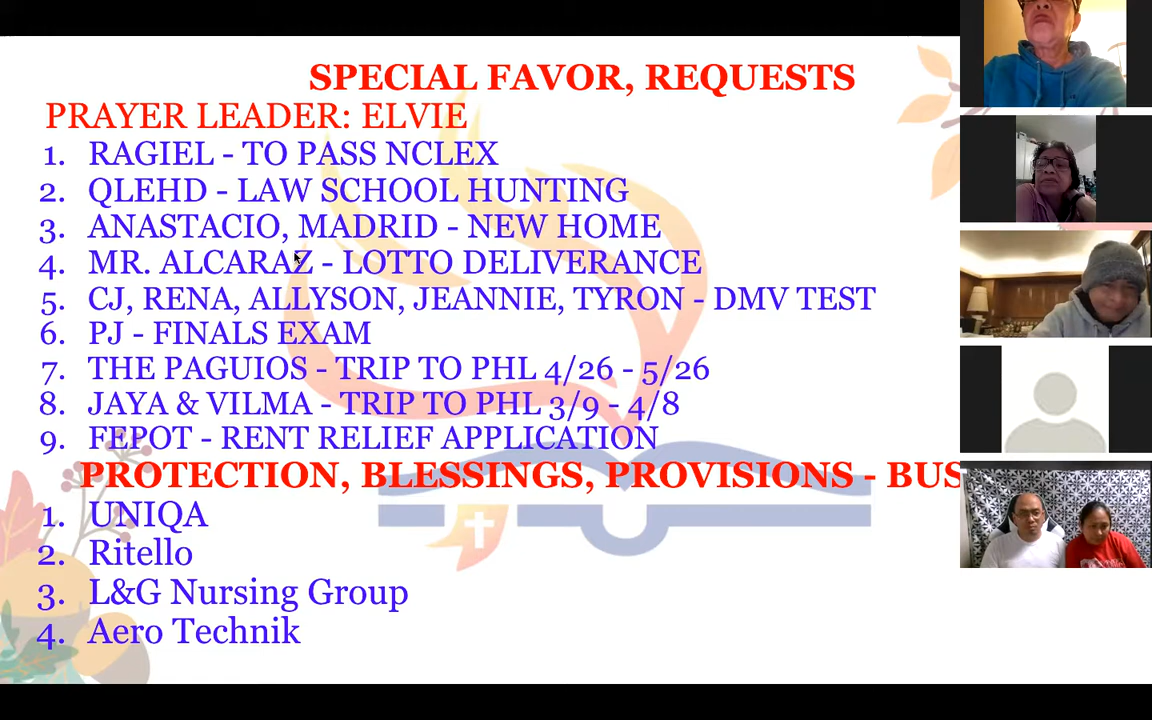 SPECIAL FAVOR, REQUESTS
PRAYER LEADER: ELVIE
1. RAGIEL - TO PASS NCLEX
2. QLEHD - LAW SCHOOL HUNTING
3. ANASTACIO, MADRID - NEW HOME
4. MR. ALCARAZ - LOTTO DELIVERANCE
5. CJ, RENA, ALLYSON, JEANNIE, TYRON - DMV TEST
6. PJ - FINALS EXAM
7. THE PAGUIOS - TRIP TO PHL 4/26 - 5/26
8. JAYA & VILMA - TRIP TO PHL 3/9 - 4/8
9. FEPOT - RENT RELIEF APPLICATION
PROTECTION, BLESSINGS, PROVISIONS - BUS
1. UNIQA
2. Ritello
3. L&G Nursing Group
4. Aero Technik